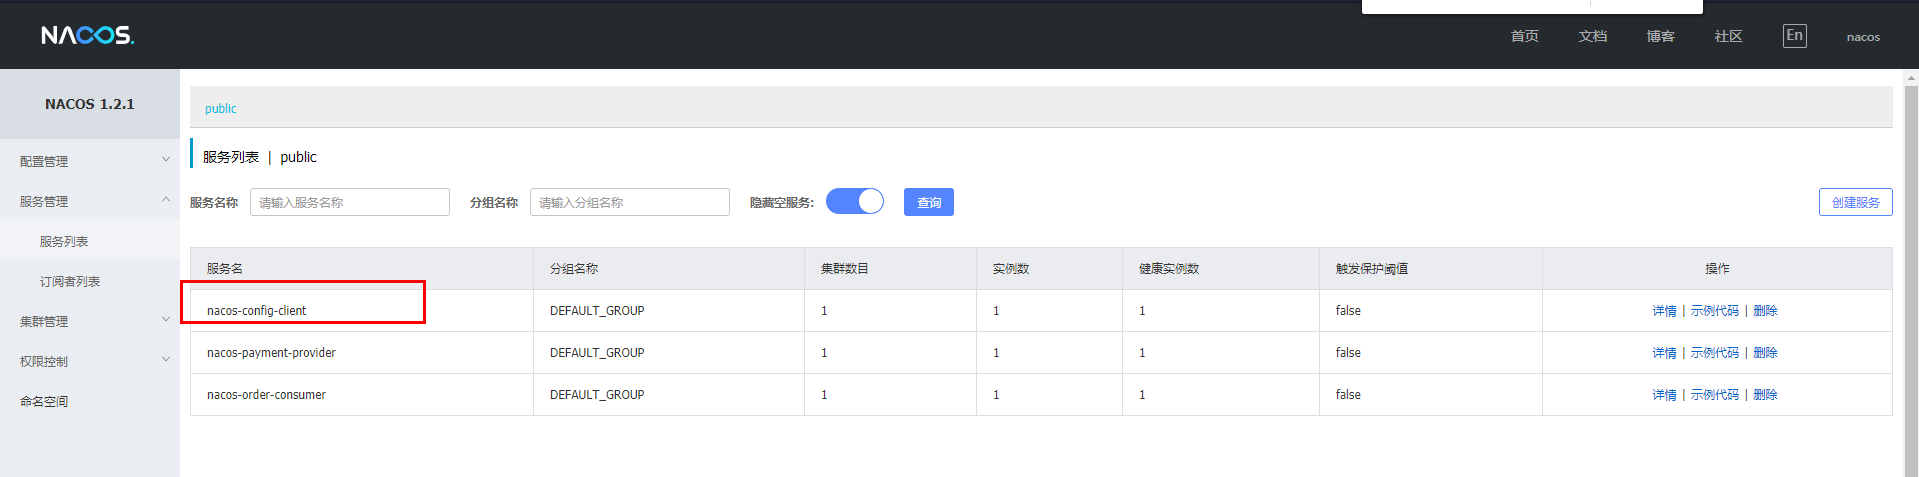 NACOS.
首页 文档 博客 社区 En nacos
NACOS 1.2.1
配置管理
服务管理
服务列表
订阅者列表
集群管理
权限控制
命名空间
public
服务列表 | public
服务名称 请输入服务名称 分组名称 请输入分组名称 隐藏空服务: 查询 创建服务
服务名 分组名称 集群数目 实例数 健康实例数 触发保护阈值 操作
nacos-config-client DEFAULT_GROUP 1 1 1 false 详情 | 示例代码 | 删除
nacos-payment-provider DEFAULT_GROUP 1 1 1 false 详情 | 示例代码 | 删除
nacos-order-consumer DEFAULT_GROUP 1 1 1 false 详情 | 示例代码 | 删除